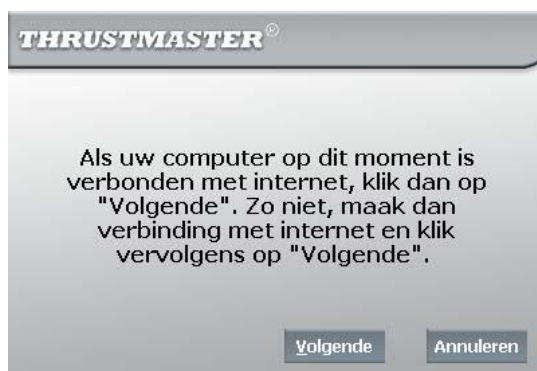 THRUSTMASTER®
Als uw computer op dit moment is
verbonden met internet, klik dan op
"Volgende". Zo niet, maak dan
verbinding met internet en klik
vervolgens op "Volgende".
Volgende Annuleren